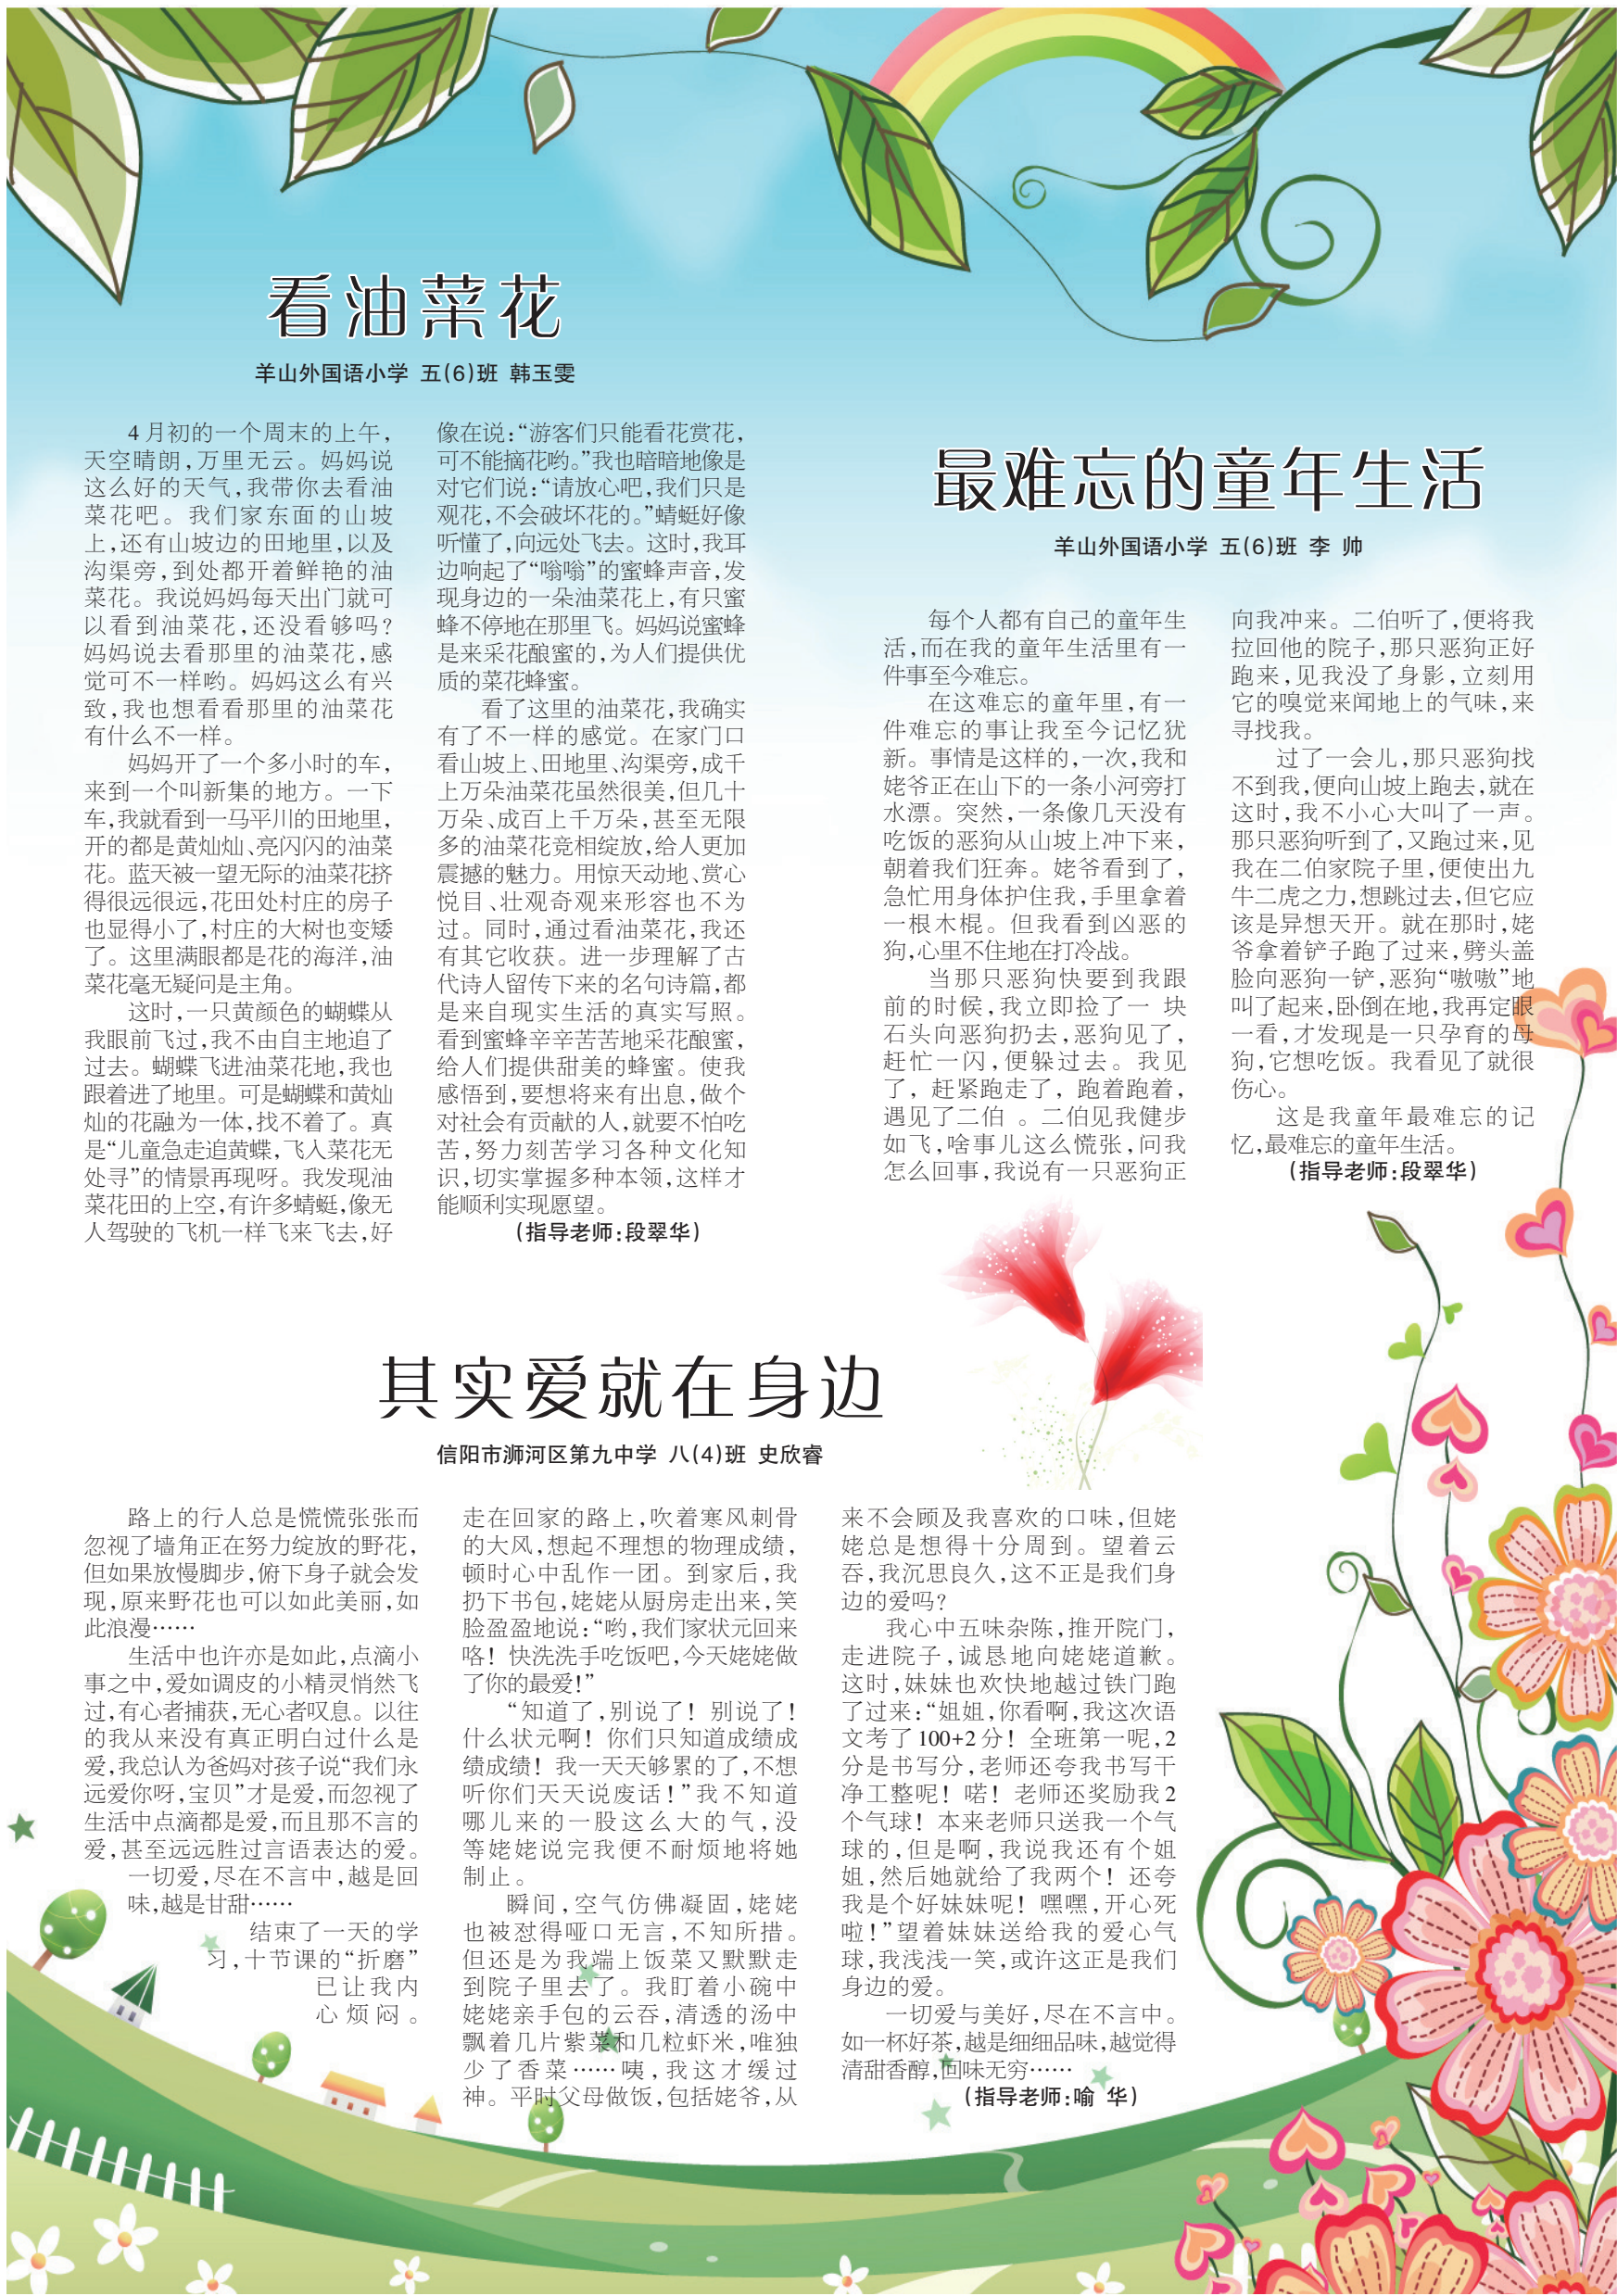 看油菜花
羊山外国语小学 五(6)班 韩玉雯
4月初的一个周末的上午，
天空晴朗，万里无云。妈妈说
这么好的天气，我带你去看油
菜花吧。我们家东面的山坡
上，还有山坡边的田地里，以及
沟渠旁，到处都开着鲜艳的油
菜花。我说妈妈每天出门就可
以看到油菜花，还没看够吗？
妈妈说去看那里的油菜花，感
觉可不一样哟。妈妈这么有兴
致，我也想看看那里的油菜花
有什么不一样。
妈妈开了一个多小时的车，
来到一个叫新集的地方。一下
车，我就看到一马平川的田地里，
开的都是黄灿灿、亮闪闪的油菜
花。蓝天被一望无际的油菜花挤
得很远很远，花田处村庄的房子
也显得小了，村庄的大树也变矮
了。这里满眼都是花的海洋，油
菜花毫无疑问是主角。
这时，一只黄颜色的蝴蝶从
我眼前飞过，我不由自主地追了
过去。蝴蝶飞进油菜花地，我也
跟着进了地里。可是蝴蝶和黄灿
灿的花融为一体，找不着了。真
是“儿童急走追黄蝶，飞入菜花无
处寻”的情景再现呀。我发现油
菜花田的上空，有许多蜻蜓，像无
人驾驶的飞机一样飞来飞去，好
像在说：“游客们只能看花赏花，
可不能摘花哟。”我也暗暗地像是
对它们说：“请放心吧，我们只是
观花，不会破坏花的。”蜻蜓好像
听懂了，向远处飞去。这时，我耳
边响起了“嗡嗡”的蜜蜂声音，发
现身边的一朵油菜花上，有只蜜
蜂不停地在那里飞。妈妈说蜜蜂
是来采花酿蜜的，为人们提供优
质的菜花蜂蜜。
看了这里的油菜花，我确实
有了不一样的感觉。在家门口
看山坡上、田地里、沟渠旁，成千
上万朵油菜花虽然很美，但几十
万朵、成百上千万朵，甚至无限
多的油菜花竞相绽放，给人更加
震撼的魅力。用惊天动地、赏心
悦目、壮观奇观来形容也不为
过。同时，通过看油菜花，我还
有其它收获。进一步理解了古
代诗人留传下来的名句诗篇，都
是来自现实生活的真实写照。
看到蜜蜂辛辛苦苦地采花酿蜜，
给人们提供甜美的蜂蜜。使我
感悟到，要想将来有出息，做个
对社会有贡献的人，就要不怕吃
苦，努力刻苦学习各种文化知
识，切实掌握多种本领，这样才
能顺利实现愿望。
（指导老师：段翠华）
最难忘的童年生活
羊山外国语小学 五(6)班 李 帅
每个人都有自己的童年生
活，而在我的童年生活里有一
件事至今难忘。
在这难忘的童年里，有一
件难忘的事让我至今记忆犹
新。事情是这样的，一次，我和
姥爷正在山下的一条小河旁打
水漂。突然，一条像几天没有
吃饭的恶狗从山坡上冲下来，
朝着我们狂奔。姥爷看到了，
急忙用身体护住我，手里拿着
一根木棍。但我看到凶恶的
狗，心里不住地在打冷战。
当那只恶狗快要到我跟
前的时候，我立即捡了一 块
石头向恶狗扔去，恶狗见了，
赶忙一闪，便躲过去。我见
了，赶紧跑走了，跑着跑着，
遇见了二伯 。二伯见我健步
如飞，啥事儿这么慌张，问我
怎么回事，我说有一只恶狗正
向我冲来。二伯听了，便将我
拉回他的院子，那只恶狗正好
跑来，见我没了身影，立刻用
它的嗅觉来闻地上的气味，来
寻找我。
过了一会儿，那只恶狗找
不到我，便向山坡上跑去，就在
这时，我不小心大叫了一声。
那只恶狗听到了，又跑过来，见
我在二伯家院子里，便使出九
牛二虎之力，想跳过去，但它应
该是异想天开。就在那时，姥
爷拿着铲子跑了过来，劈头盖
脸向恶狗一铲，恶狗“嗷嗷”地
叫了起来，卧倒在地，我再定眼
一看，才发现是一只孕育的母
狗，它想吃饭。我看见了就很
伤心。
这是我童年最难忘的记
忆，最难忘的童年生活。
（指导老师：段翠华）
其实爱就在身边
信阳市浉河区第九中学 八(4)班 史欣睿
路上的行人总是慌慌张张而
忽视了墙角正在努力绽放的野花，
但如果放慢脚步，俯下身子就会发
现，原来野花也可以如此美丽，如
此浪漫……
生活中也许亦是如此，点滴小
事之中，爱如调皮的小精灵悄然飞
过，有心者捕获，无心者叹息。以往
的我从来没有真正明白过什么是
爱，我总认为爸妈对孩子说“我们永
远爱你呀，宝贝”才是爱，而忽视了
生活中点滴都是爱，而且那不言的
爱，甚至远远胜过言语表达的爱。
一切爱，尽在不言中，越是回
味，越是甘甜……
结束了一天的学
习，十节课的“折磨”
已让我内
心烦闷。
走在回家的路上，吹着寒风刺骨
的大风，想起不理想的物理成绩，
顿时心中乱作一团。到家后，我
扔下书包，姥姥从厨房走出来，笑
脸盈盈地说：“哟，我们家状元回来
咯！快洗洗手吃饭吧，今天姥姥做
了你的最爱！”
“知道了，别说了！别说了！
什么状元啊！你们只知道成绩成
绩成绩！我一天天够累的了，不想
听你们天天说废话！”我不知道
哪儿来的一股这么大的气，没
等姥姥说完我便不耐烦地将她
制止。
瞬间，空气仿佛凝固，姥姥
也被怼得哑口无言，不知所措。
但还是为我端上饭菜又默默走
到院子里去了。我盯着小碗中
姥姥亲手包的云吞，清透的汤中
飘着几片紫菜和几粒虾米，唯独
少了香菜……咦，我这才缓过
神。平时父母做饭，包括姥爷，从
来不会顾及我喜欢的口味，但姥
姥总是想得十分周到。望着云
吞，我沉思良久，这不正是我们身
边的爱吗？
我心中五味杂陈，推开院门，
走进院子，诚恳地向姥姥道歉。
这时，妹妹也欢快地越过铁门跑
了过来：“姐姐，你看啊，我这次语
文考了100+2分！全班第一呢，2
分是书写分，老师还夸我书写干
净工整呢！喏！老师还奖励我2
个气球！本来老师只送我一个气
球的，但是啊，我说我还有个姐
姐，然后她就给了我两个！还夸
我是个好妹妹呢！嘿嘿，开心死
啦！”望着妹妹送给我的爱心气
球，我浅浅一笑，或许这正是我们
身边的爱。
一切爱与美好，尽在不言中。
如一杯好茶，越是细细品味，越觉得
清甜香醇，回味无穷……
（指导老师：喻 华）